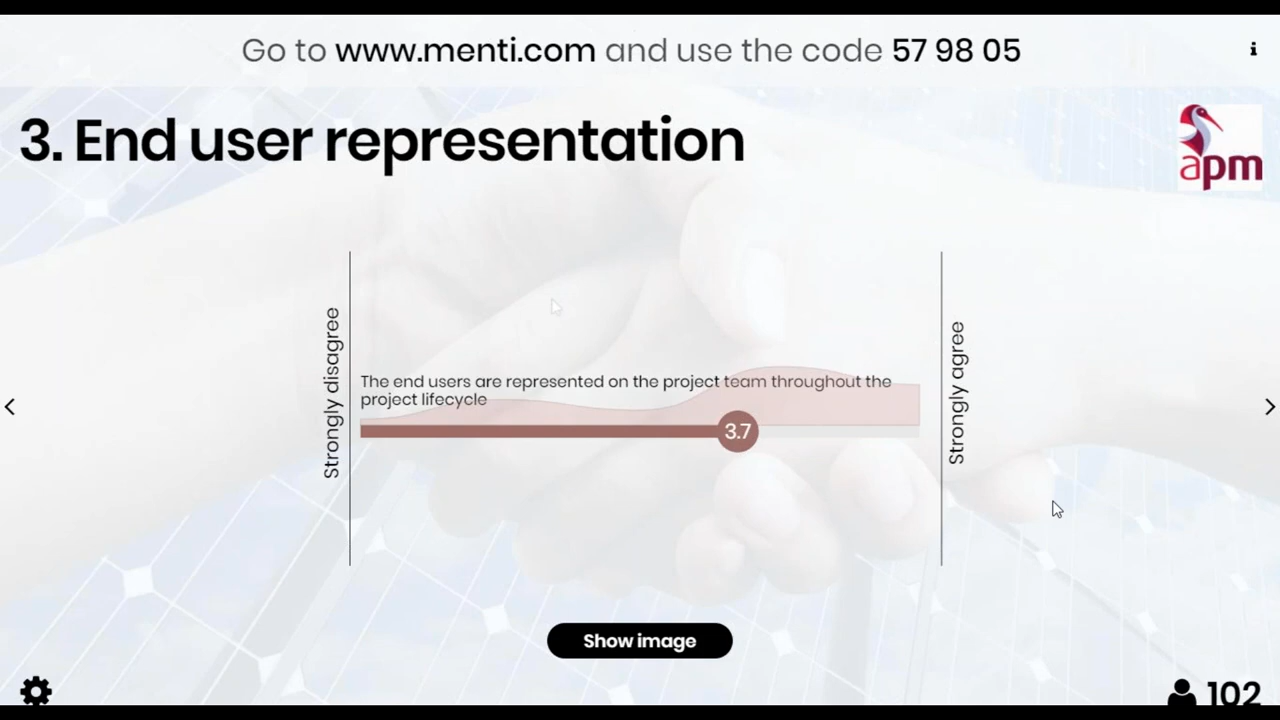 Go to www.menti.com and use the code 57 98 05
i
3. End user representation
apm
Strongly disagree
The end users are represented on the project team throughout the
project lifecycle
3.7
Strongly agree
Show image
102